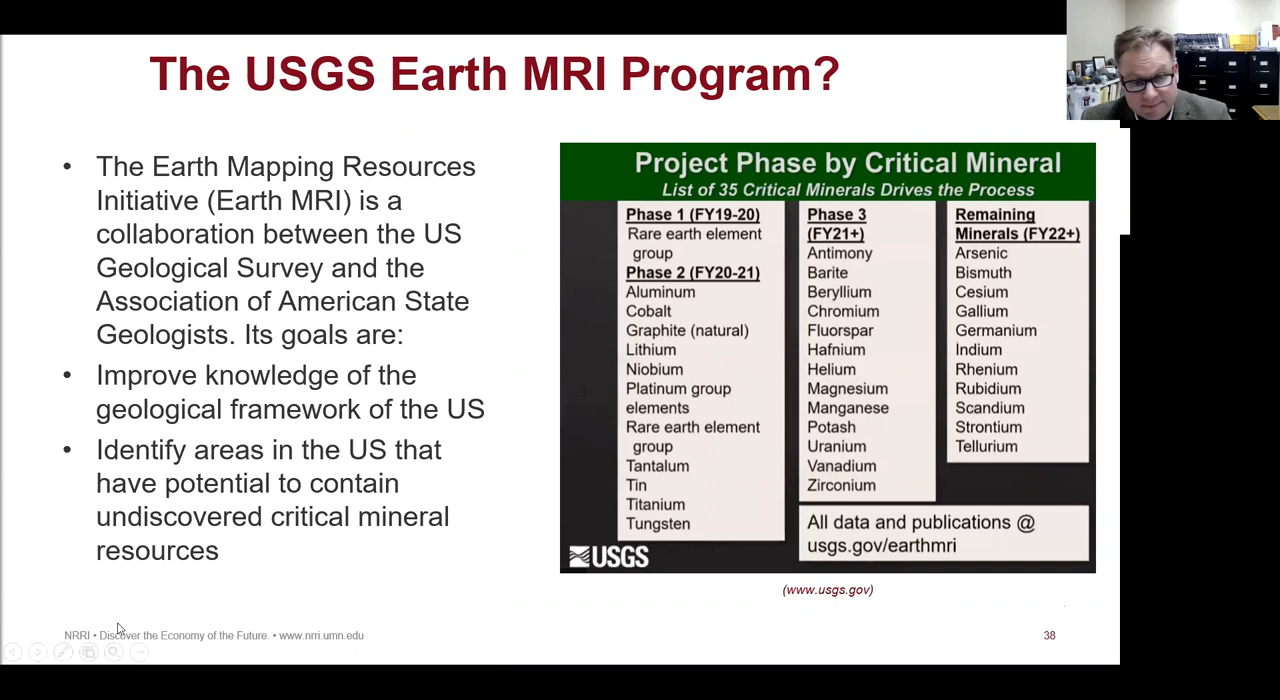 The USGS Earth MRI Program?
• The Earth Mapping Resources
Initiative (Earth MRI) is a
collaboration between the US
Geological Survey and the
Association of American State
Geologists. Its goals are:
• Improve knowledge of the
geological framework of the US
• Identify areas in the US that
have potential to contain
undiscovered critical mineral
resources
Project Phase by Critical Mineral
List of 35 Critical Minerals Drives the Process
Phase 1 (FY19-20)
Rare earth element
group
Phase 2 (FY20-21)
Aluminum
Cobalt
Graphite (natural)
Lithium
Niobium
Platinum group
elements
Rare earth element
group
Tantalum
Tin
Titanium
Tungsten
Phase 3
(FY21+)
Antimony
Barite
Beryllium
Chromium
Fluorspar
Hafnium
Helium
Magnesium
Manganese
Potash
Uranium
Vanadium
Zirconium
Remaining
Minerals (FY22+)
Arsenic
Bismuth
Cesium
Gallium
Germanium
Indium
Rhenium
Rubidium
Scandium
Strontium
Tellurium
All data and publications @
usgs.gov/earthmri
USGS
(www.usgs.gov)
NRRI • Discover the Economy of the Future. • www.nrri.umn.edu
38